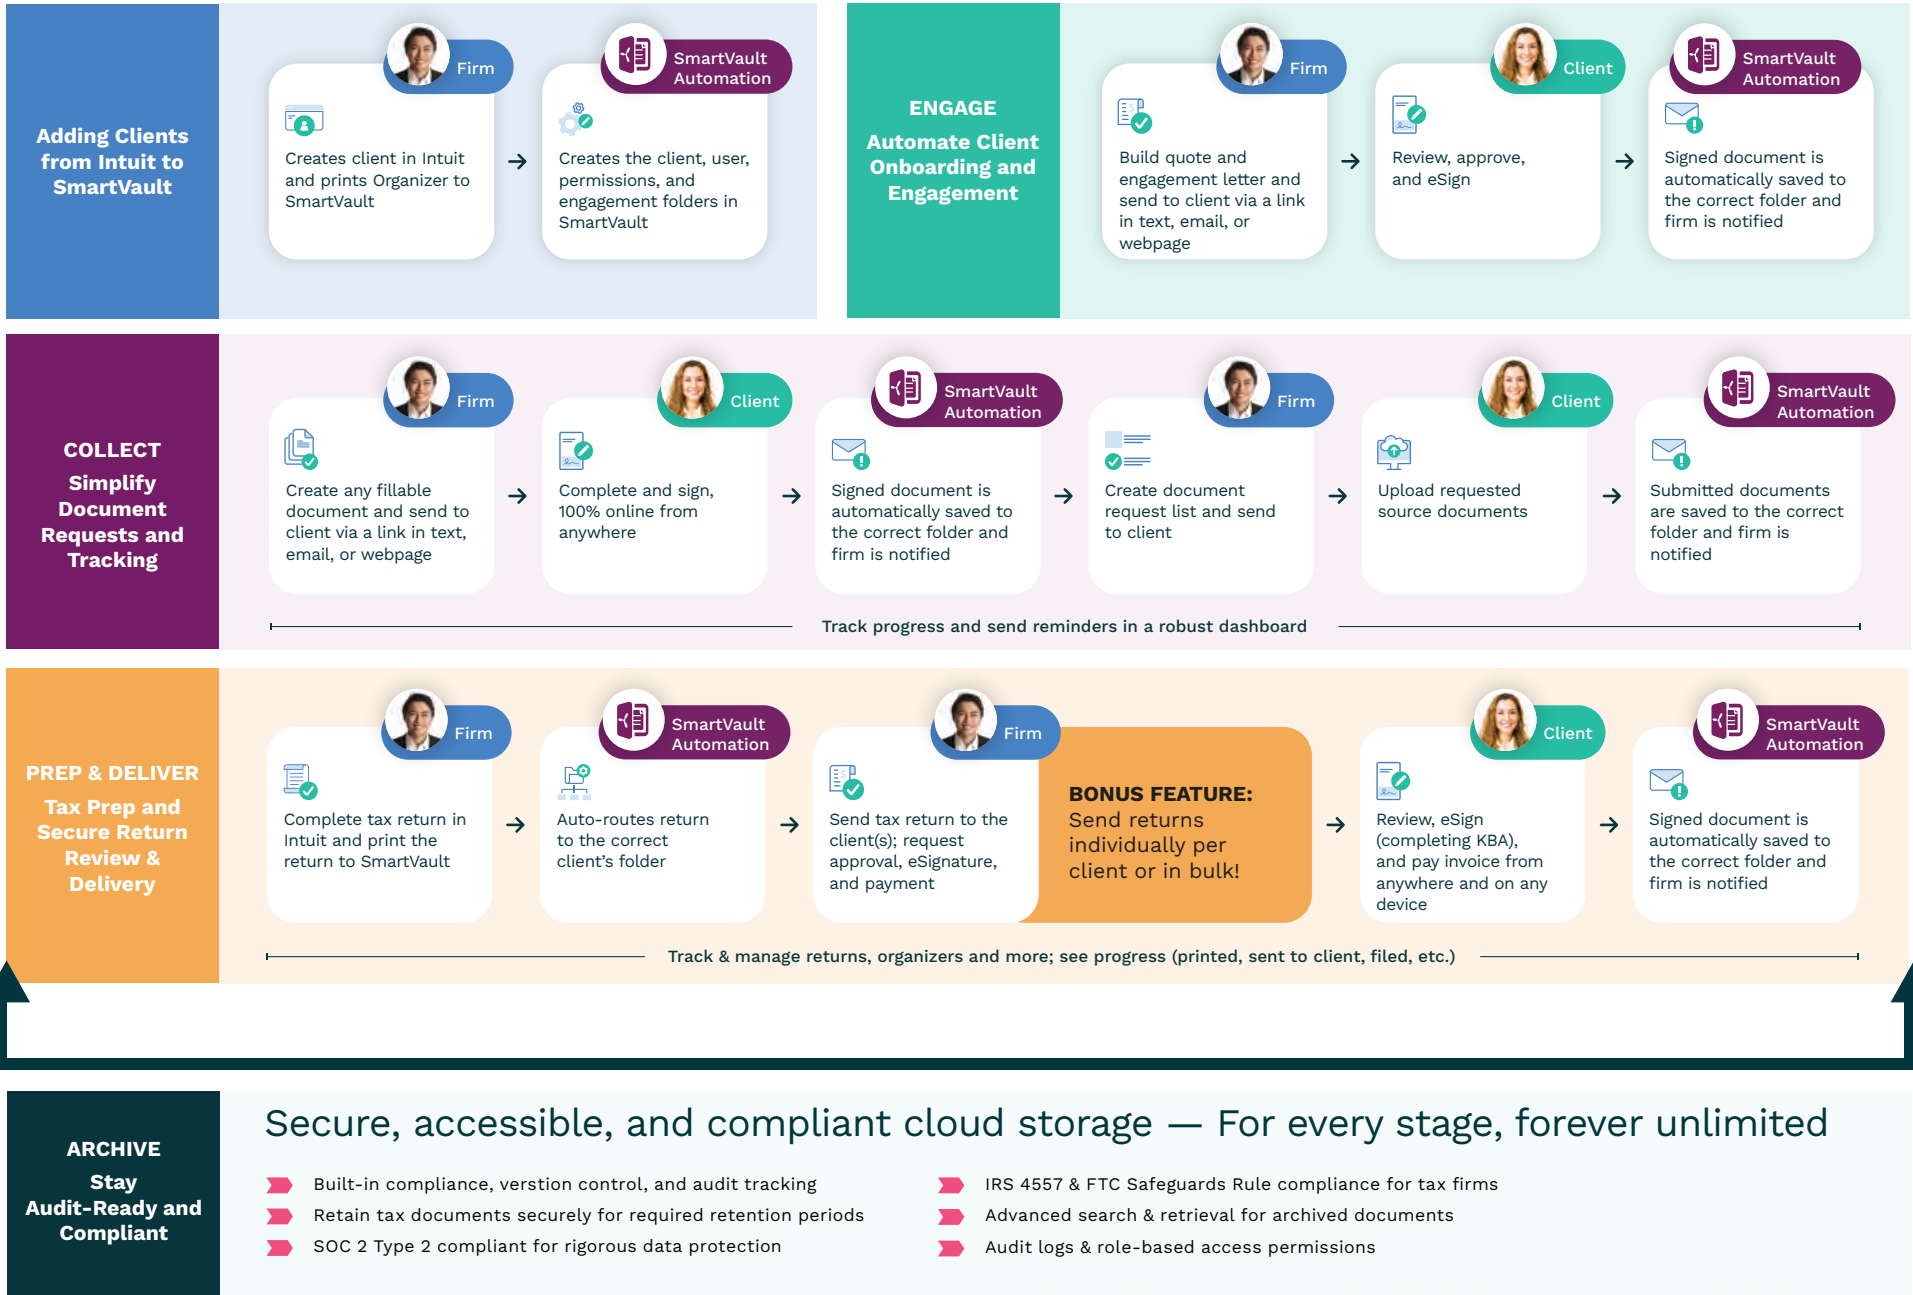 Adding Clients
from Intuit to
SmartVault
Firm
Creates client in Intuit
and prints Organizer to
SmartVault
SmartVault
Automation
Creates the client, user,
permissions, and
engagement folders in
SmartVault
ENGAGE
Automate Client
Onboarding and
Engagement
Firm
Build quote and
engagement letter and
send to client via a link
in text, email, or
webpage
Client
Review, approve,
and eSign
SmartVault
Automation
Signed document is
automatically saved to
the correct folder and
firm is notified
COLLECT
Simplify
Document
Requests and
Tracking
Firm
Create any fillable
document and send to
client via a link in text,
email, or webpage
Client
Complete and sign,
100% online from
anywhere
SmartVault
Automation
Signed document is
automatically saved to
the correct folder and
firm is notified
Firm
Create document
request list and send
to client
Client
Upload requested
source documents
SmartVault
Automation
Submitted documents
are saved to the correct
folder and firm is
notified
Track progress and send reminders in a robust dashboard
PREP & DELIVER
Tax Prep and
Secure Return
Review &
Delivery
Firm
Complete tax return in
Intuit and print the
return to SmartVault
SmartVault
Automation
Auto-routes return
to the correct
client's folder
Firm
Send tax return to the
client(s); request
approval, eSignature,
and payment
BONUS FEATURE:
Send returns
individually per
client or in bulk!
Client
Review, eSign
(completing KBA),
and pay invoice from
anywhere and on any
device
SmartVault
Automation
Signed document is
automatically saved to
the correct folder and
firm is notified
Track & manage returns, organizers and more; see progress (printed, sent to client, filed, etc.)
ARCHIVE
Stay
Audit-Ready and
Compliant
Secure, accessible, and compliant cloud storage — For every stage, forever unlimited
Built-in compliance, verstion control, and audit tracking
Retain tax documents securely for required retention periods
SOC 2 Type 2 compliant for rigorous data protection
IRS 4557 & FTC Safeguards Rule compliance for tax firms
Advanced search & retrieval for archived documents
Audit logs & role-based access permissions